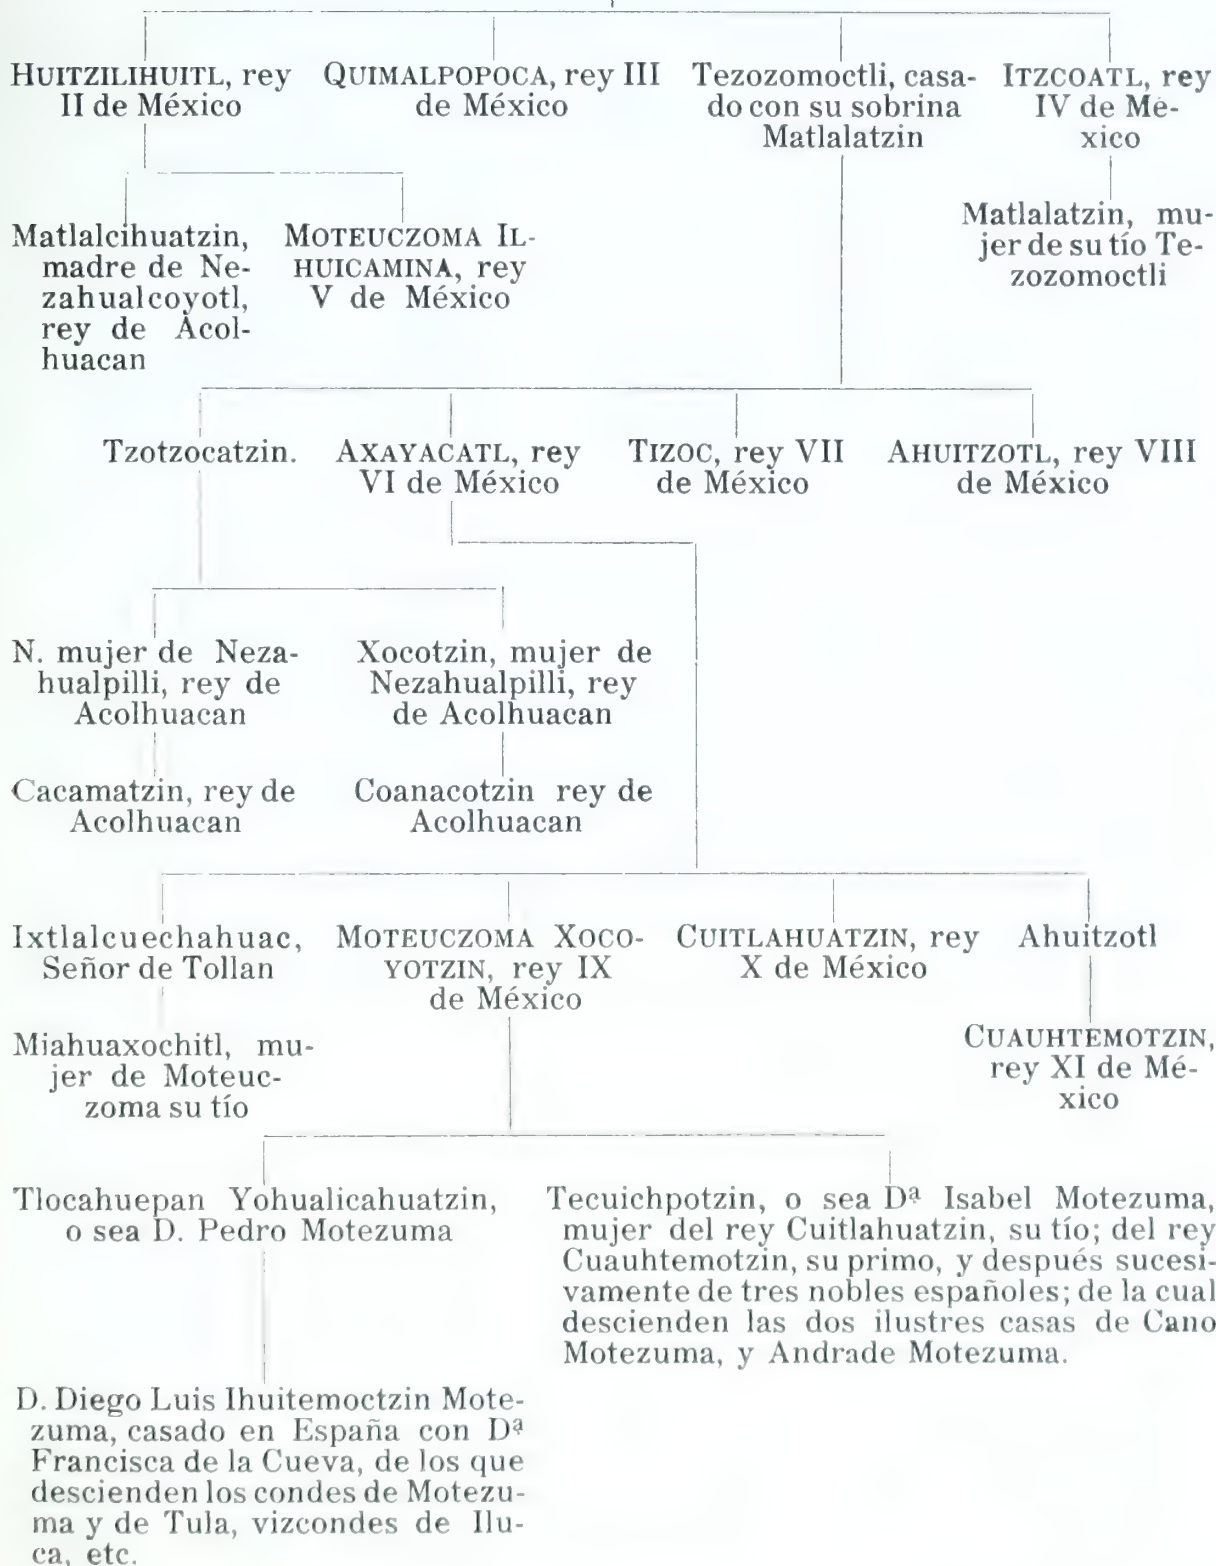 HUITZILIHUITL, rey
II de México
QUIMALPOPOCA, rey III
de México
Tezozomoctli, casa-
do con su sobrina
Matlalatzin
ITZCOATL, rey
IV de Mé-
xico
Matlalcihuatzin,
madre de Ne-
zahualcoyotl,
rey de Acol-
huacan
MOTEUCZOMA IL-
HUICAMINA, rey
V de México
Matlalatzin, mu-
jer de su tío Te-
zozomoctli
Tzotzocatzin.
AXAYACATL, rey
VI de México
TIZOC, rey VII
de México
AHUITZOTL, rey VIII
de México
N. mujer de Neza-
hualpilli, rey de
Acolhuacan
Xocotzin, mujer de
Nezahualpilli, rey
de Acolhuacan
Cacamatzin, rey de
Acolhuacan
Coanacotzin rey de
Acolhuacan
Ixtlalcuechahuac,
Señor de Tollan
MOTEUCZOMA XOCO-
YOTZIN, rey IX
de México
CUITLAHUATZIN, rey
X de México
Ahuitzotl
Miahuaxochitl, mu-
jer de Moteuc-
zoma su tío
CUAUHTEMOTZIN,
rey XI de Mé-
xico
Tlocahuepan Yohualicahuatzin,
o sea D. Pedro Motezuma
Tecuichpotzin, o sea Dª Isabel Motezuma,
mujer del rey Cuitlahuatzin, su tío; del rey
Cuauhtemotzin, su primo, y después sucesi-
vamente de tres nobles españoles; de la cual
descienden las dos ilustres casas de Cano
Motezuma, y Andrade Motezuma.
D. Diego Luis Ihuitemoctzin Mote-
zuma, casado en España con Dª
Francisca de la Cueva, de los que
descienden los condes de Motezu-
ma y de Tula, vizcondes de Ilu-
ca, etc.